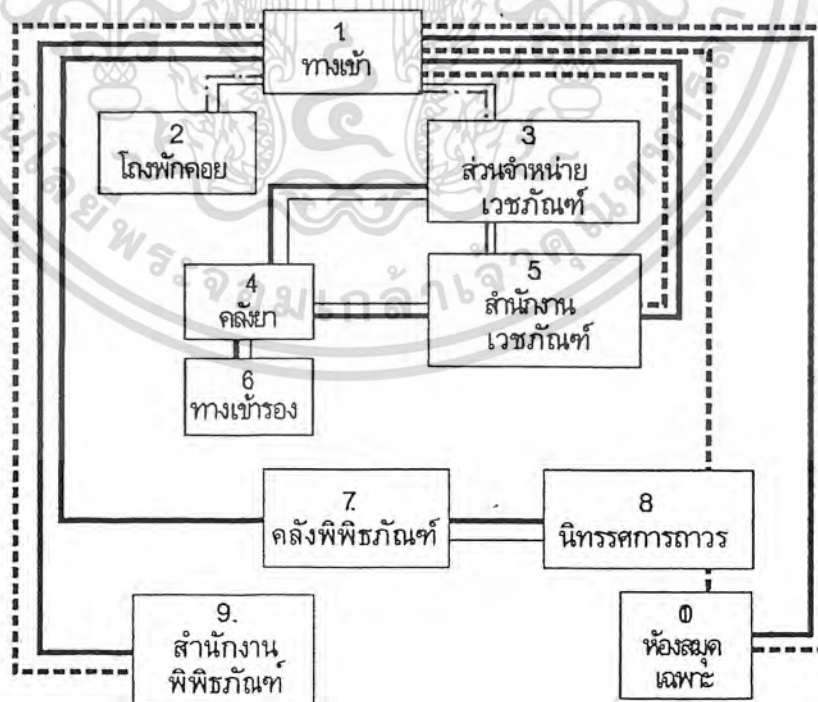 1
ทางเข้า
2
โถงพักคอย
3
ส่วนจำหน่าย
เวชภัณฑ์
4
คลังยา
5
สำนักงาน
เวชภัณฑ์
6
ทางเข้ารอง
7.
คลังพิพิธภัณฑ์
8
นิทรรศการถาวร
9.
สำนักงาน
พิพิธภัณฑ์
ห้องสมุด
เฉพาะ